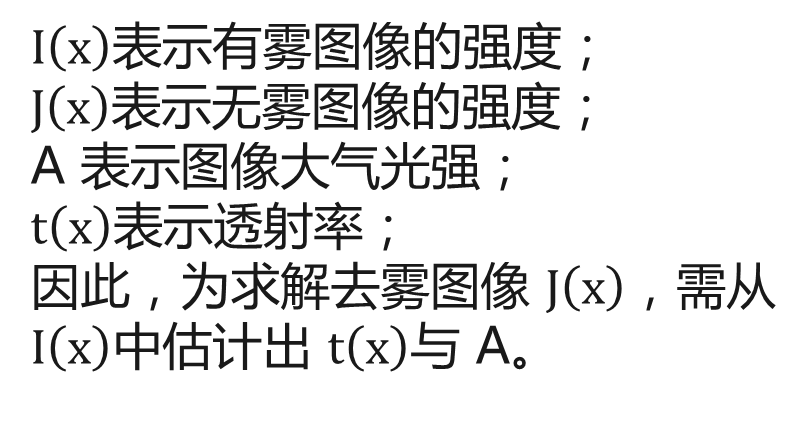 I(x)表示有雾图像的强度；
J(x)表示无雾图像的强度；
A 表示图像大气光强；
t(x)表示透射率；
因此，为求解去雾图像 J(x)，需从
I(x)中估计出 t(x)与 A。